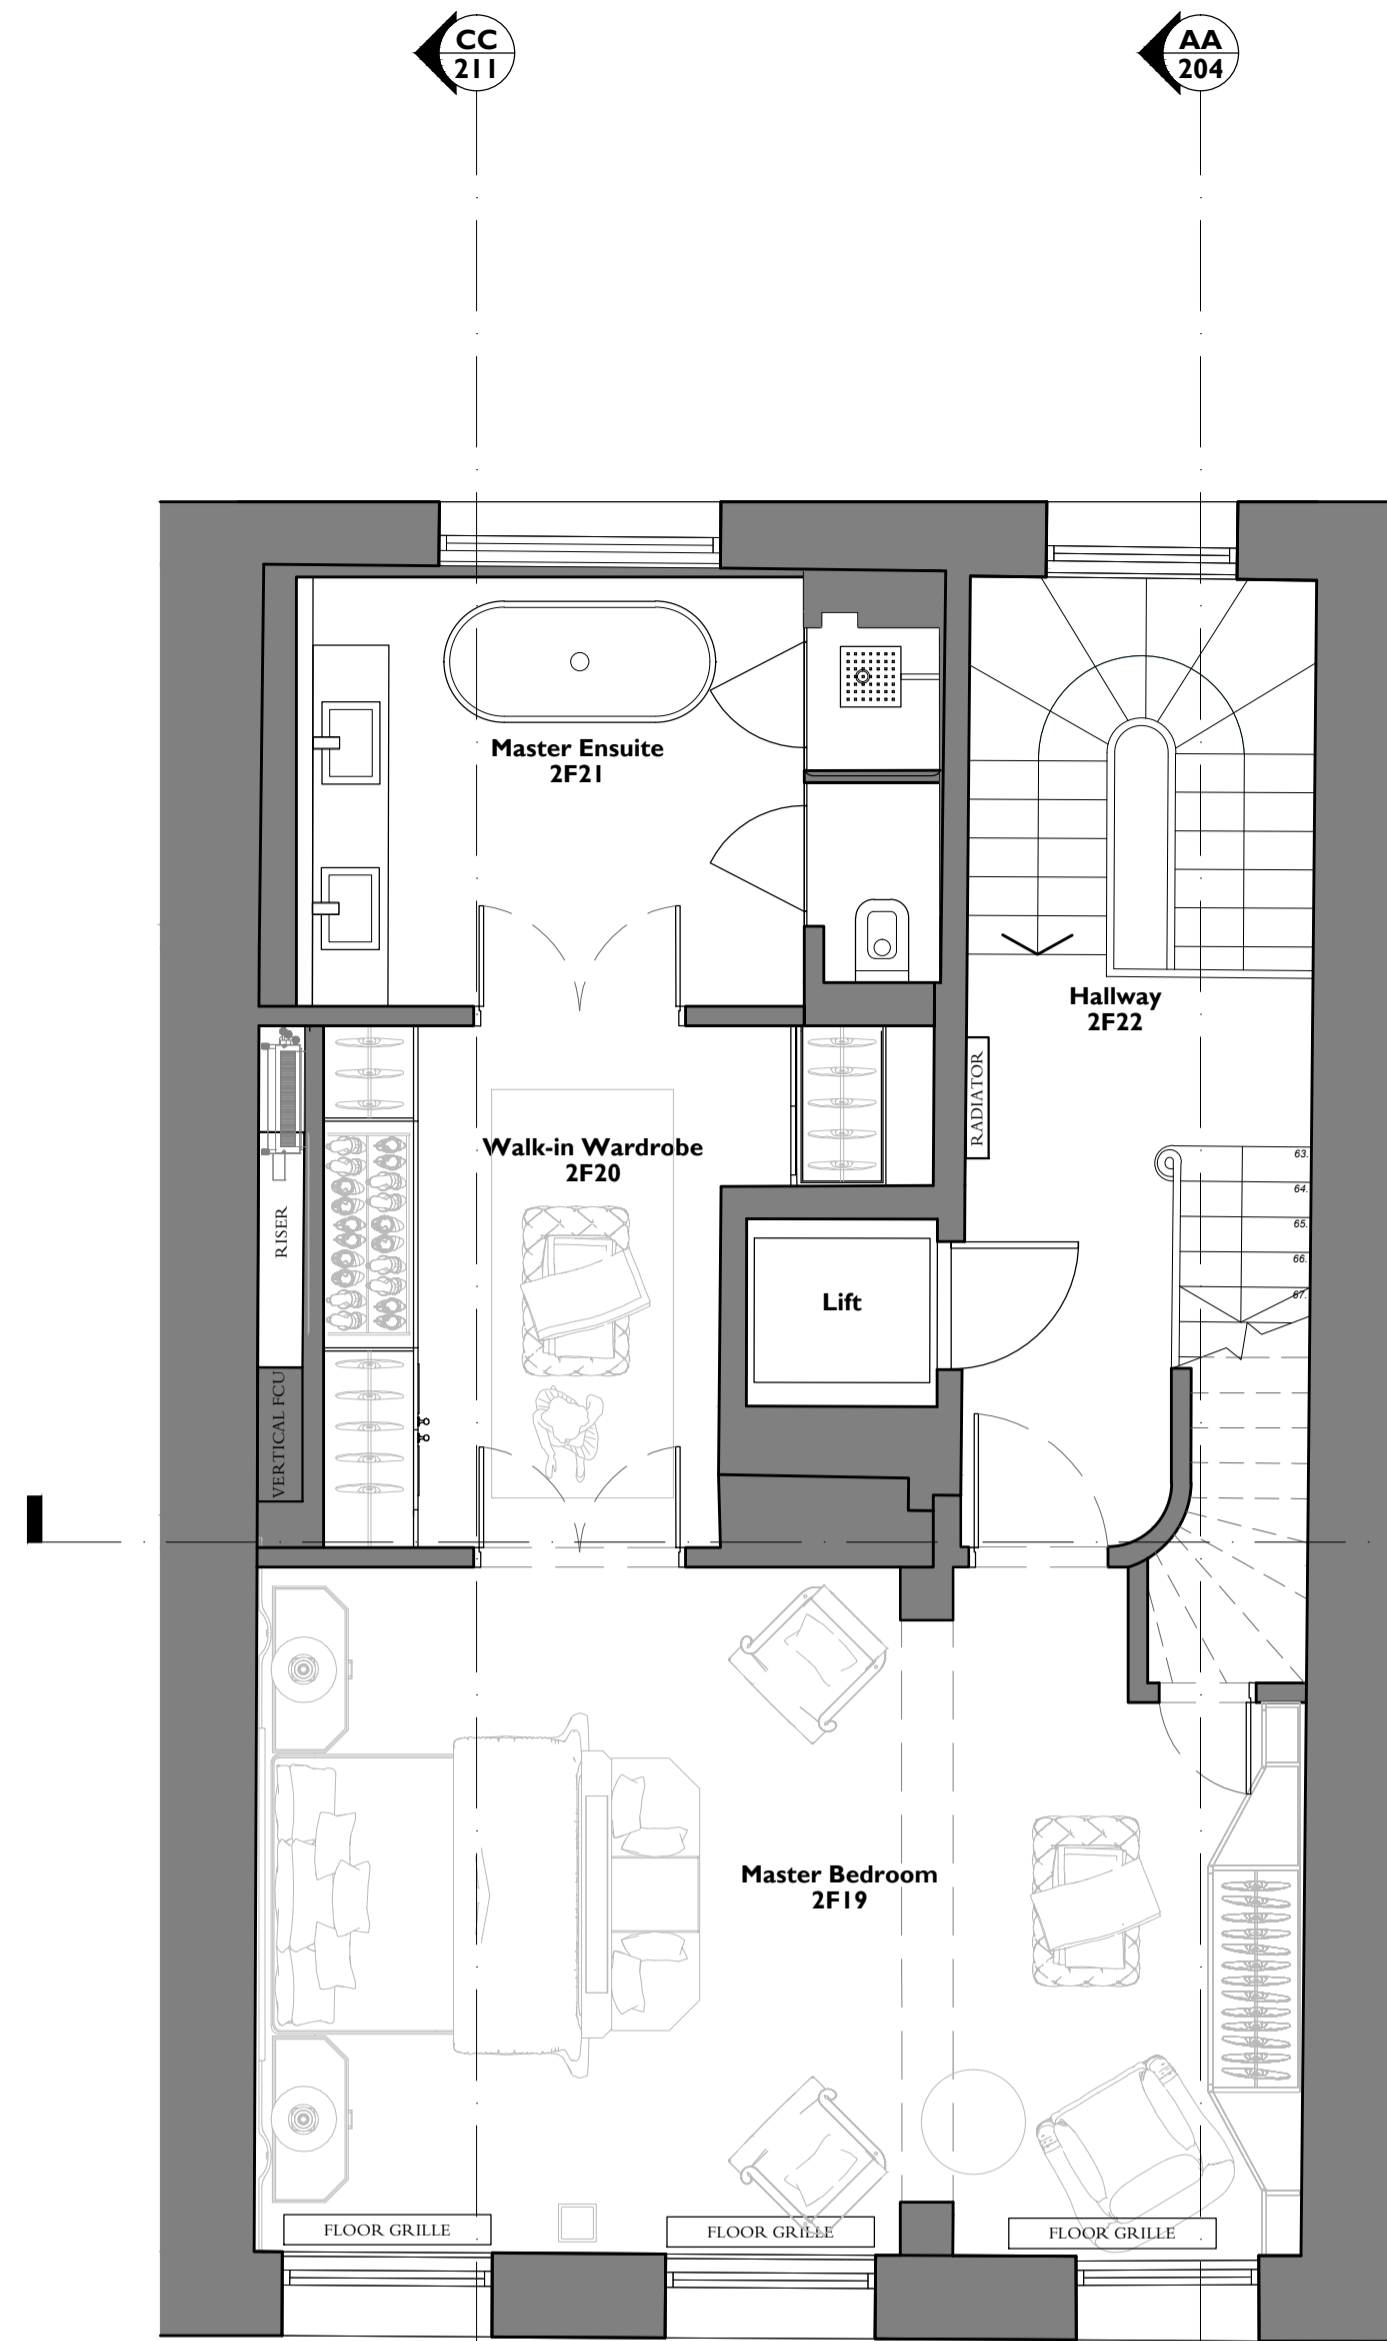 CC
211
AA
204
Master Ensuite
2F21
Hallway
2F22
RADIATOR
Walk-in Wardrobe
2F20
63.
64.
65.
66.
67.
RISER
Lift
VERTICAL FCU
Master Bedroom
2F19
FLOOR GRILLE
FLOOR GRILLE
FLOOR GRILLE